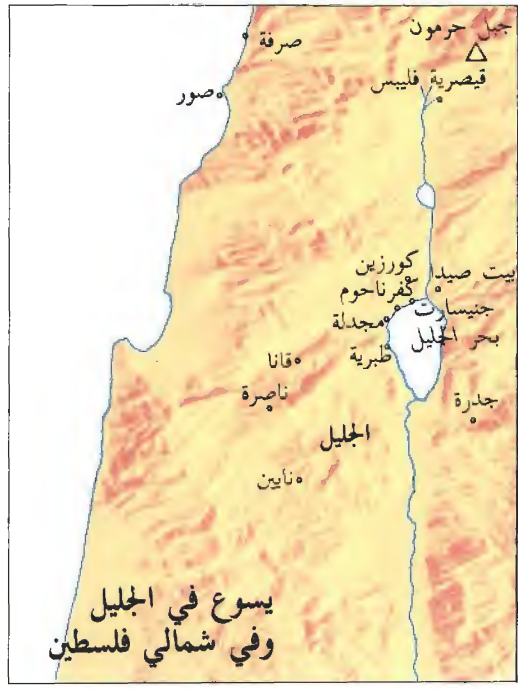 جبل حرمون
صرفة
قيصرية فليبس
صور
كورزين
بيت صيدا
كفرناحوم
جنيسارت
مجدلة
بحر الجليل
طبرية
قانا
ناصرة
جدرة
الجليل
نايين
يسوع في الجليل
وفي شمالي فلسطين